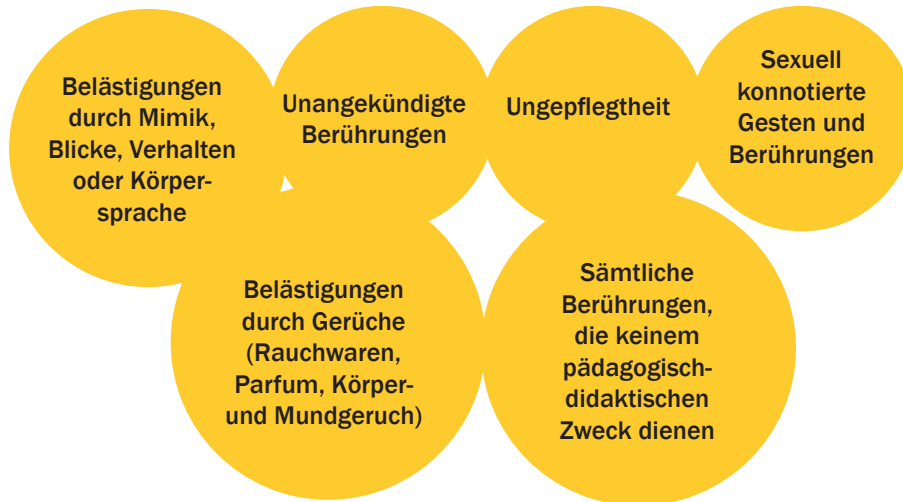 Belästigungen
durch Mimik,
Blicke, Verhalten
oder Körper-
sprache
Unangekündigte
Berührungen
Ungepflegtheit
Sexuell
konnotierte
Gesten und
Berührungen
Belästigungen
durch Gerüche
(Rauchwaren,
Parfum, Körper-
und Mundgeruch)
Sämtliche
Berührungen,
die keinem
pädagogisch-
didaktischen
Zweck dienen